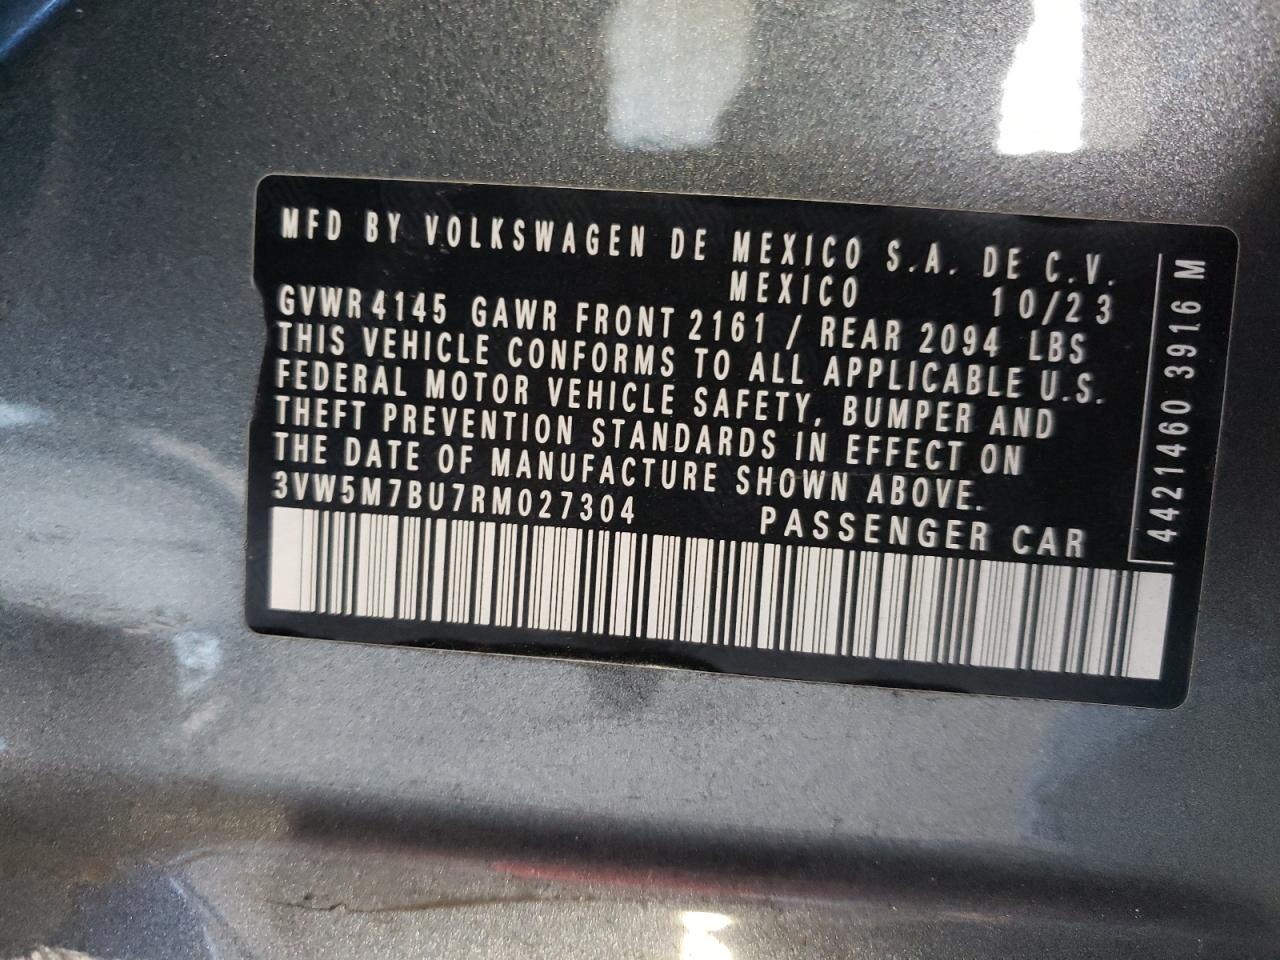 MFD BY VOLKSWAGEN DE MEXICO S.A. DE C.V.
MEXICO 10/23
GVWR 4145 GAWR FRONT 2161 / REAR 2094 LBS
THIS VEHICLE CONFORMS TO ALL APPLICABLE U.S.
FEDERAL MOTOR VEHICLE SAFETY, BUMPER AND
THEFT PREVENTION STANDARDS IN EFFECT ON
THE DATE OF MANUFACTURE SHOWN ABOVE.
3VW5M7BU7RM027304 PASSENGER CAR
4421460 3916 M